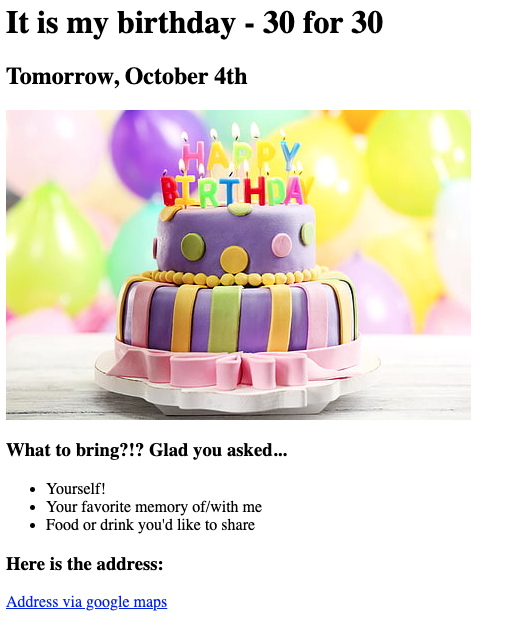 It is my birthday - 30 for 30
Tomorrow, October 4th
HAPPY
BIRTHDAY
What to bring?!? Glad you asked...
Yourself!
Your favorite memory of/with me
Food or drink you'd like to share
Here is the address:
Address via google maps